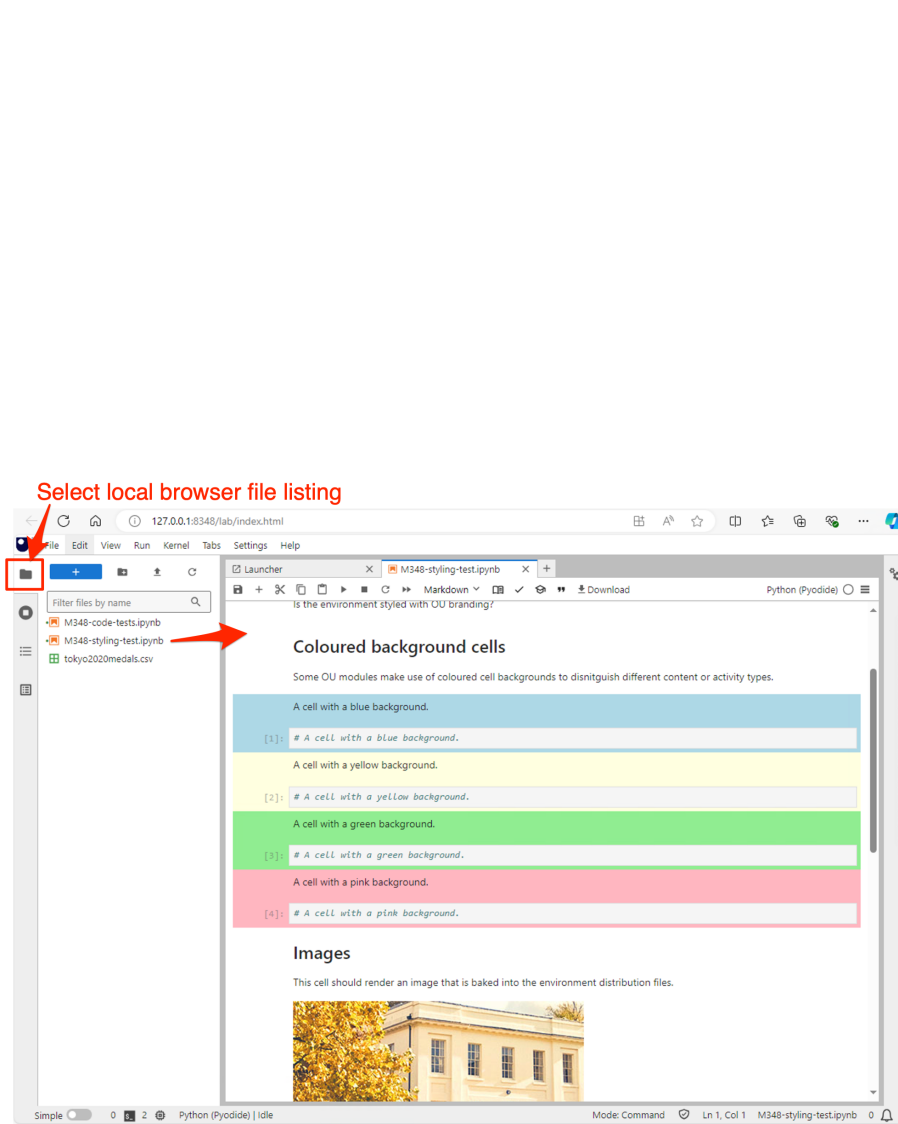 Select local browser file listing
127.0.0.1:8348/lab/index.html
File Edit View Run Kernel Tabs Settings Help
Launcher M348-styling-test.ipynb
Markdown Download Python (Pyodide)
Filter files by name
M348-code-tests.ipynb
M348-styling-test.ipynb
tokyo2020medals.csv
Is the environment styled with OU branding?
Coloured background cells
Some OU modules make use of coloured cell backgrounds to disnitguish different content or activity types.
A cell with a blue background.
[1]: # A cell with a blue background.
A cell with a yellow background.
[2]: # A cell with a yellow background.
A cell with a green background.
[3]: # A cell with a green background.
A cell with a pink background.
[4]: # A cell with a pink background.
Images
This cell should render an image that is baked into the environment distribution files.
Simple 0 2 Python (Pyodide) | Idle Mode: Command Ln 1, Col 1 M348-styling-test.ipynb 0